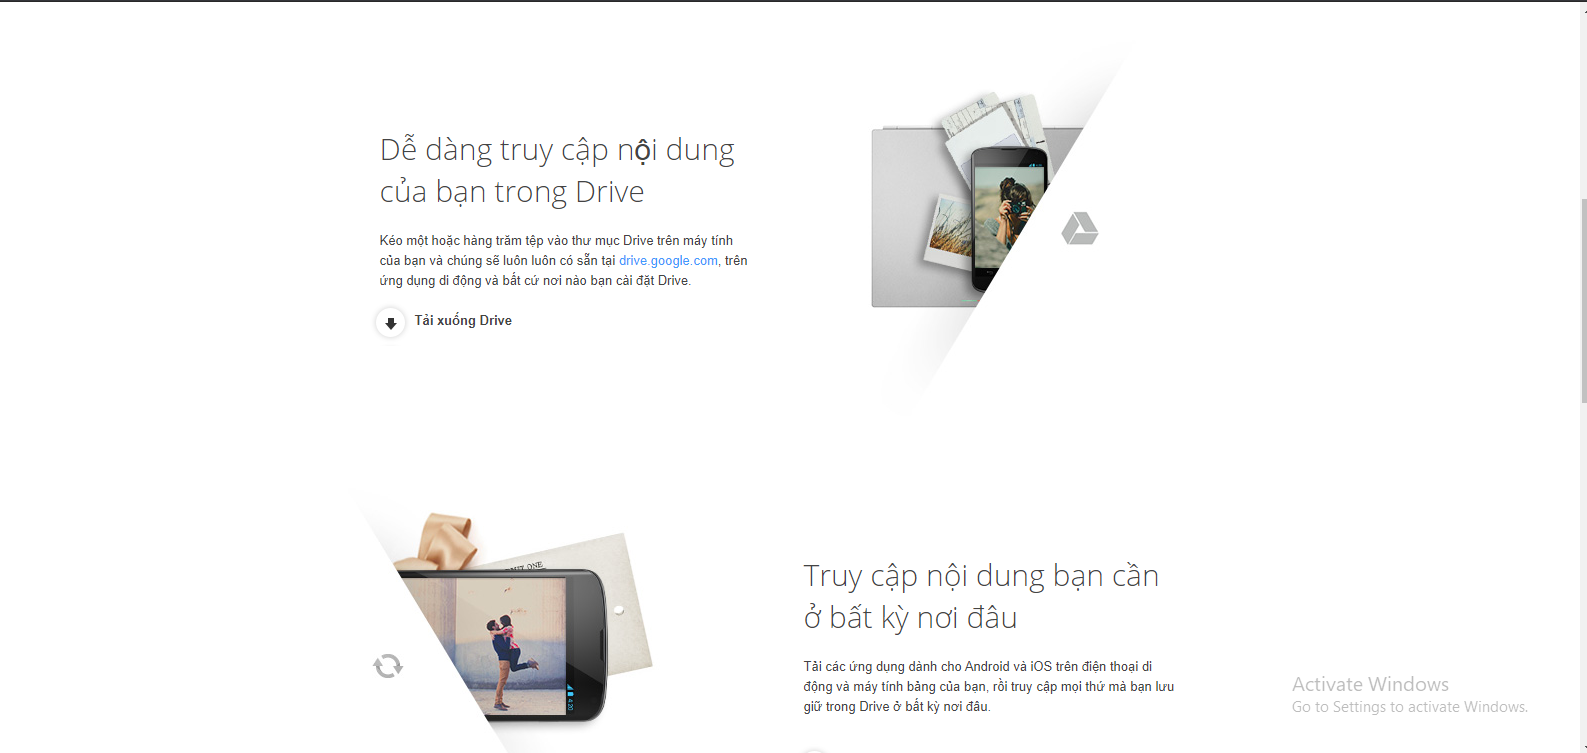 Dễ dàng truy cập nội dung
của bạn trong Drive
Kéo một hoặc hàng trăm tệp vào thư mục Drive trên máy tính
của bạn và chúng sẽ luôn luôn có sẵn tại drive.google.com, trên
ứng dụng di động và bất cứ nơi nào bạn cài đặt Drive.
Tải xuống Drive
Truy cập nội dung bạn cần
ở bất kỳ nơi đâu
Tải các ứng dụng dành cho Android và iOS trên điện thoại di
động và máy tính bảng của bạn, rồi truy cập mọi thứ mà bạn lưu
giữ trong Drive ở bất kỳ nơi đâu.
ONE
4:20
Activate Windows
Go to Settings to activate Windows.